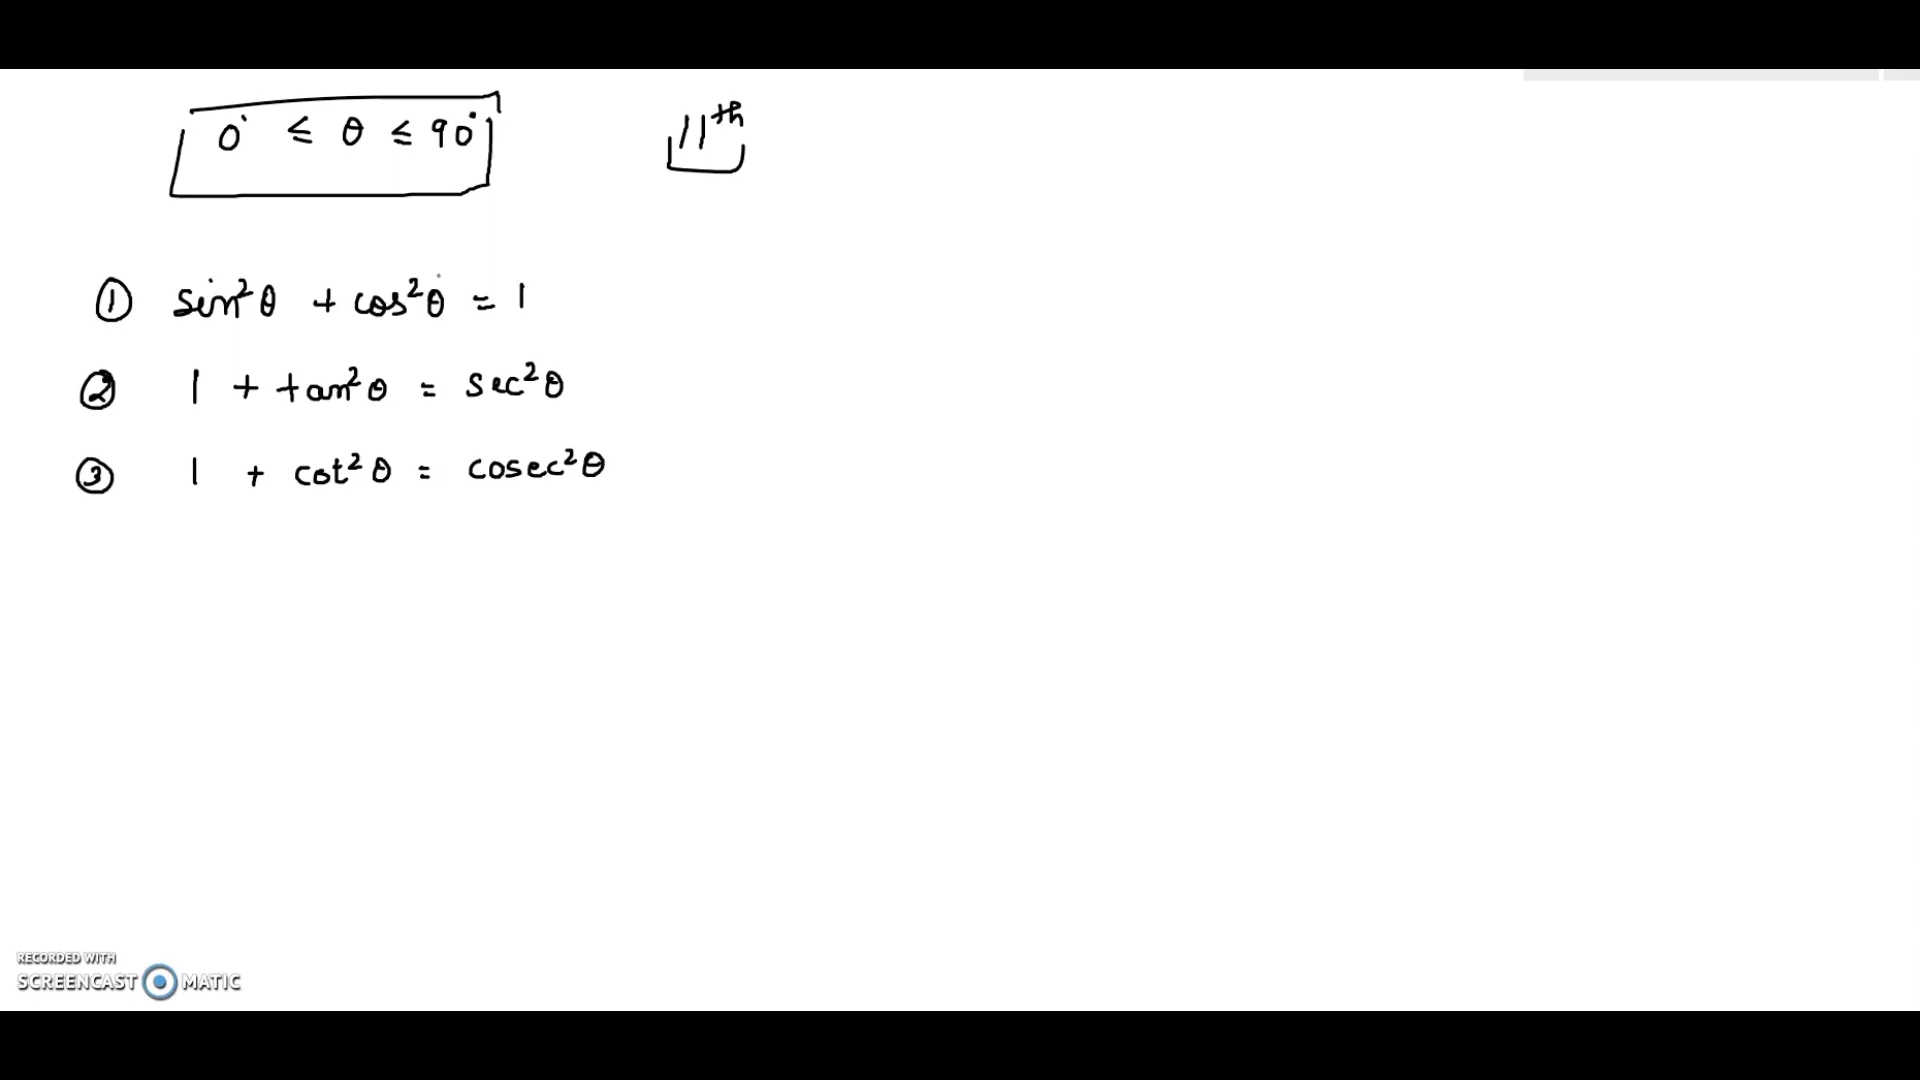 0° ≤ θ ≤ 90° 11th
① sin²θ + cos²θ = 1
② 1 + tan²θ = sec²θ
③ 1 + cot²θ = cosec²θ
RECORDED WITH
SCREENCAST MATIC